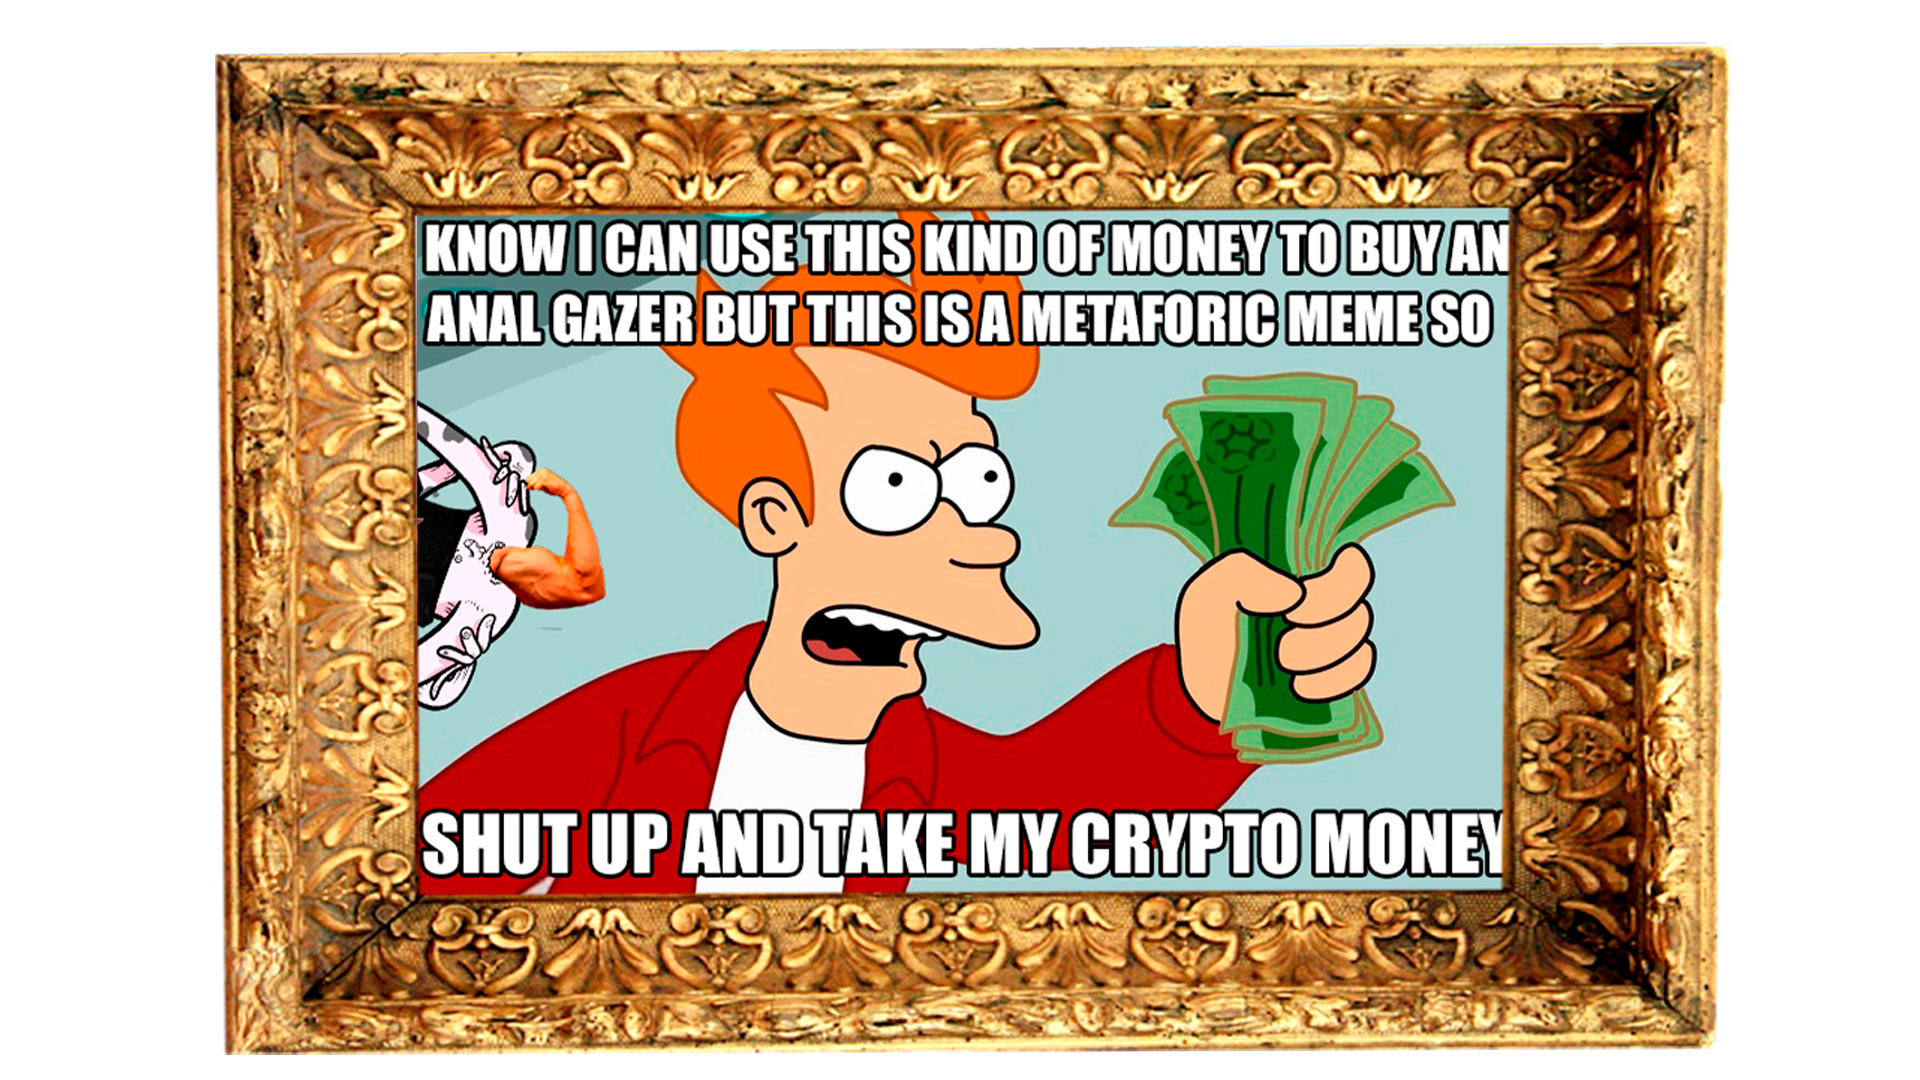 KNOW I CAN USE THIS KIND OF MONEY TO BUY AN
ANAL GAZER BUT THIS IS A METAFORIC MEME SO
SHUT UP AND TAKE MY CRYPTO MONEY